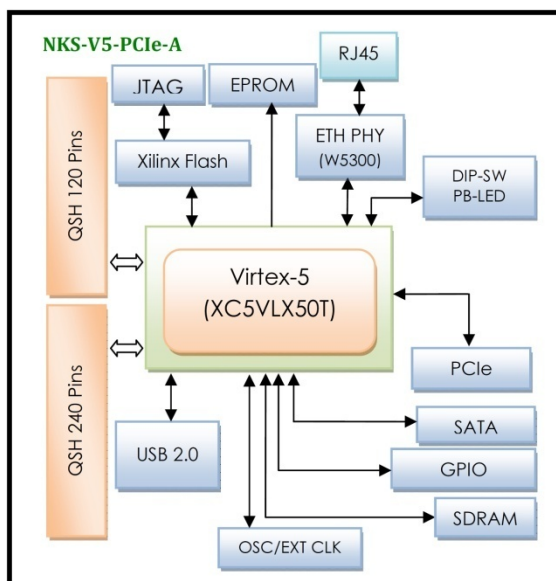 NKS-V5-PCIe-A
RJ45
JTAG
EPROM
ETH PHY
(W5300)
Xilinx Flash
DIP-SW
PB-LED
QSH 120 Pins
Virtex-5
(XC5VLX50T)
PCIe
QSH 240 Pins
USB 2.0
SATA
GPIO
SDRAM
OSC/EXT CLK